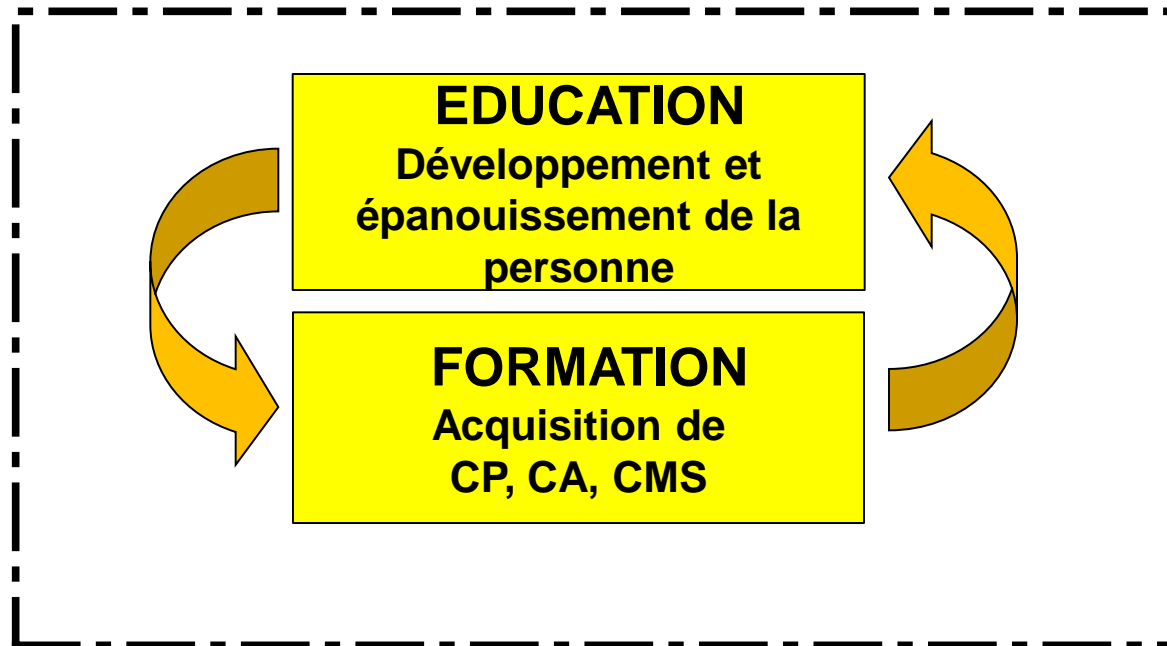 EDUCATION
Développement et
épanouissement de la
personne
FORMATION
Acquisition de
CP, CA, CMS